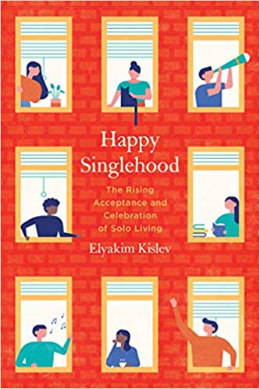 Happy
Singlehood
The Rising
Acceptance and
Celebration
of Solo Living
Elyakim Kislev